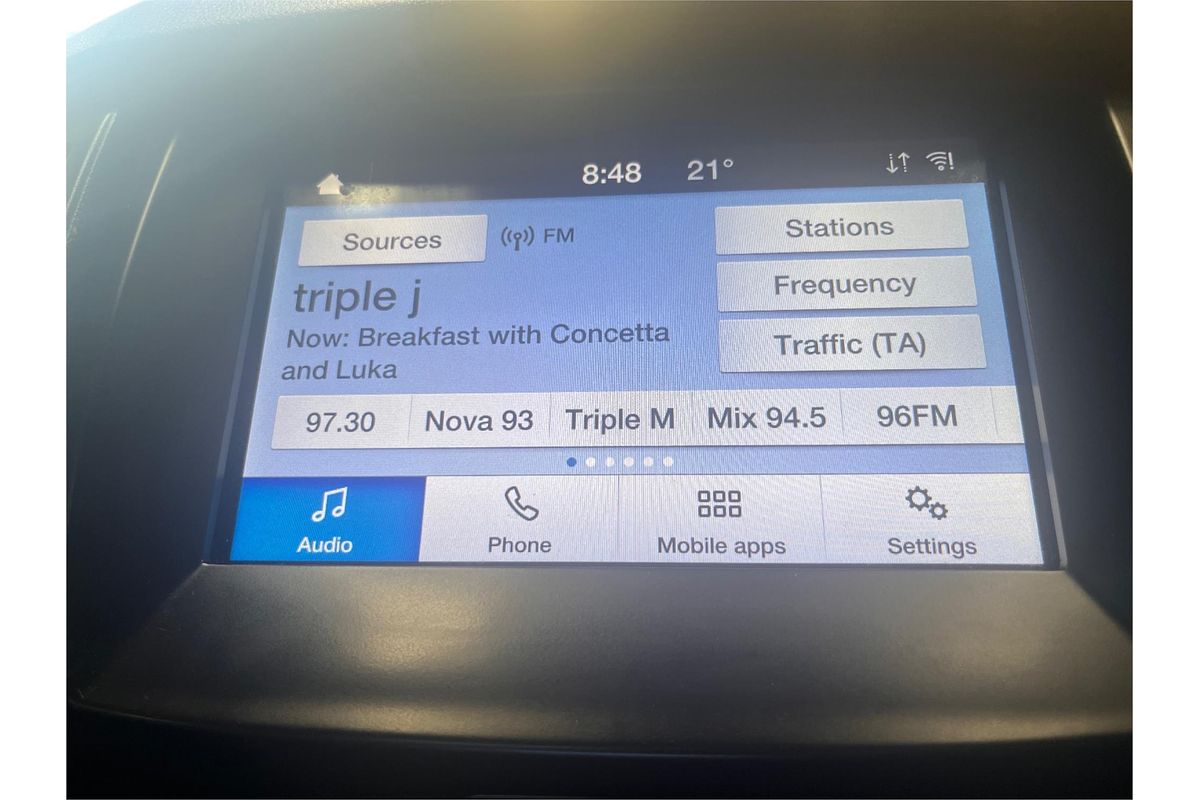 8:48 21°
Sources FM Stations
triple j Frequency
Now: Breakfast with Concetta
and Luka
Traffic (TA)
97.30 Nova 93 Triple M Mix 94.5 96FM
Audio Phone Mobile apps Settings